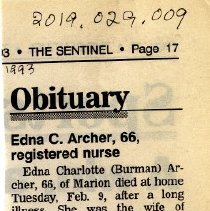 2019.029.009
93 • THE SENTINEL • Page 17
1993
Obituary
Edna C. Archer, 66,
registered nurse
Edna Charlotte (Burman) Ar-
cher, 66, of Marion died at home
Tuesday, Feb. 9, after a long
illness. She was the wife of